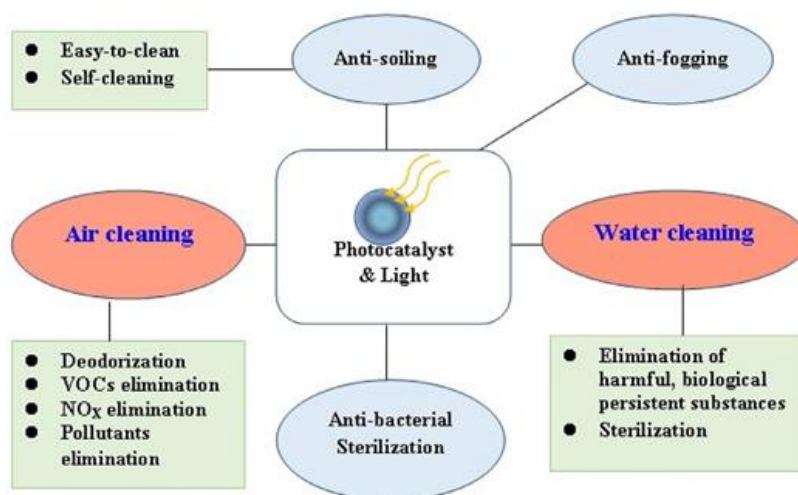 Easy-to-clean
Self-cleaning
Anti-soiling
Anti-fogging
Air cleaning
Photocatalyst
& Light
Water cleaning
Deodorization
VOCs elimination
NOX elimination
Pollutants
elimination
Anti-bacterial
Sterilization
Elimination of
harmful, biological
persistent substances
Sterilization